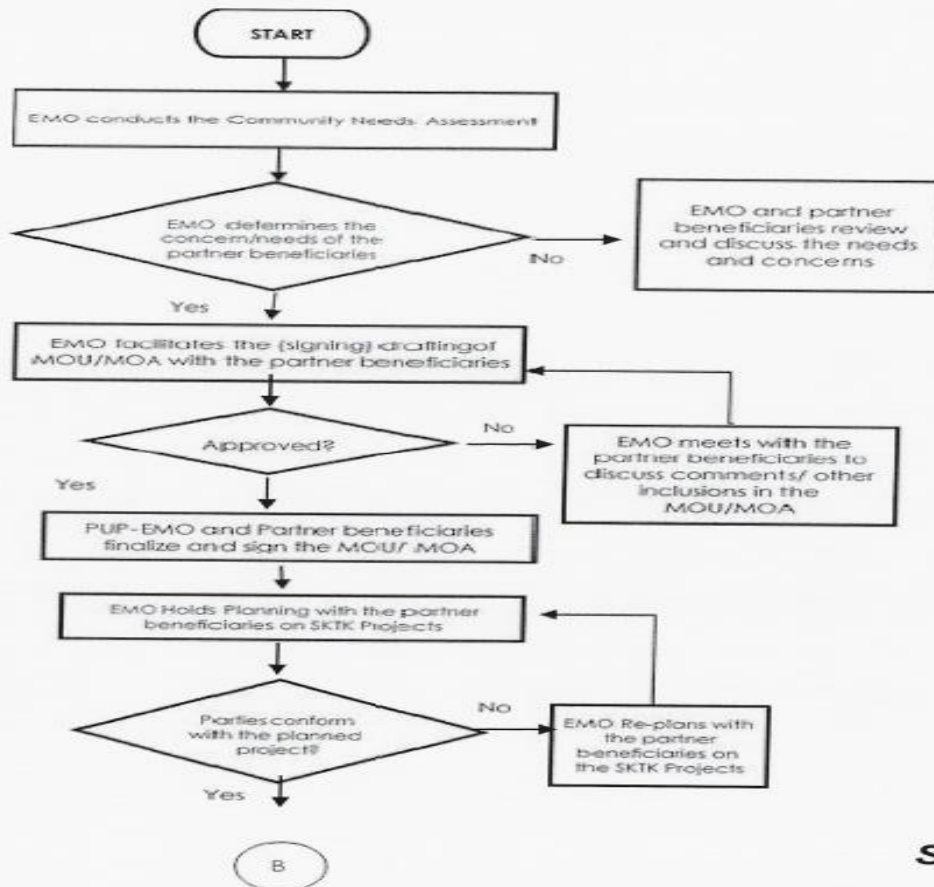 START
EMO conducts the Community Needs Assessment
EMO determines the
concern/needs of the
partner beneficiaries
No
EMO and partner
beneficiaries review
and discuss the needs
and concerns
Yes
EMO facilitates the (signing) draftingof
MOU/MOA with the partner beneficiaries
Approved?
No
EMO meets with the
partner beneficiaries to
discuss comments/ other
inclusions in the
MOU/MOA
Yes
PUP-EMO and Partner beneficiaries
finalize and sign the MOU/ MOA
EMO Holds Planning with the partner
beneficiaries on SKTK Projects
Parties conform
with the planned
project?
No
EMO Re-plans with
the partner
beneficiaries on
the SKTK Projects
Yes
B
S